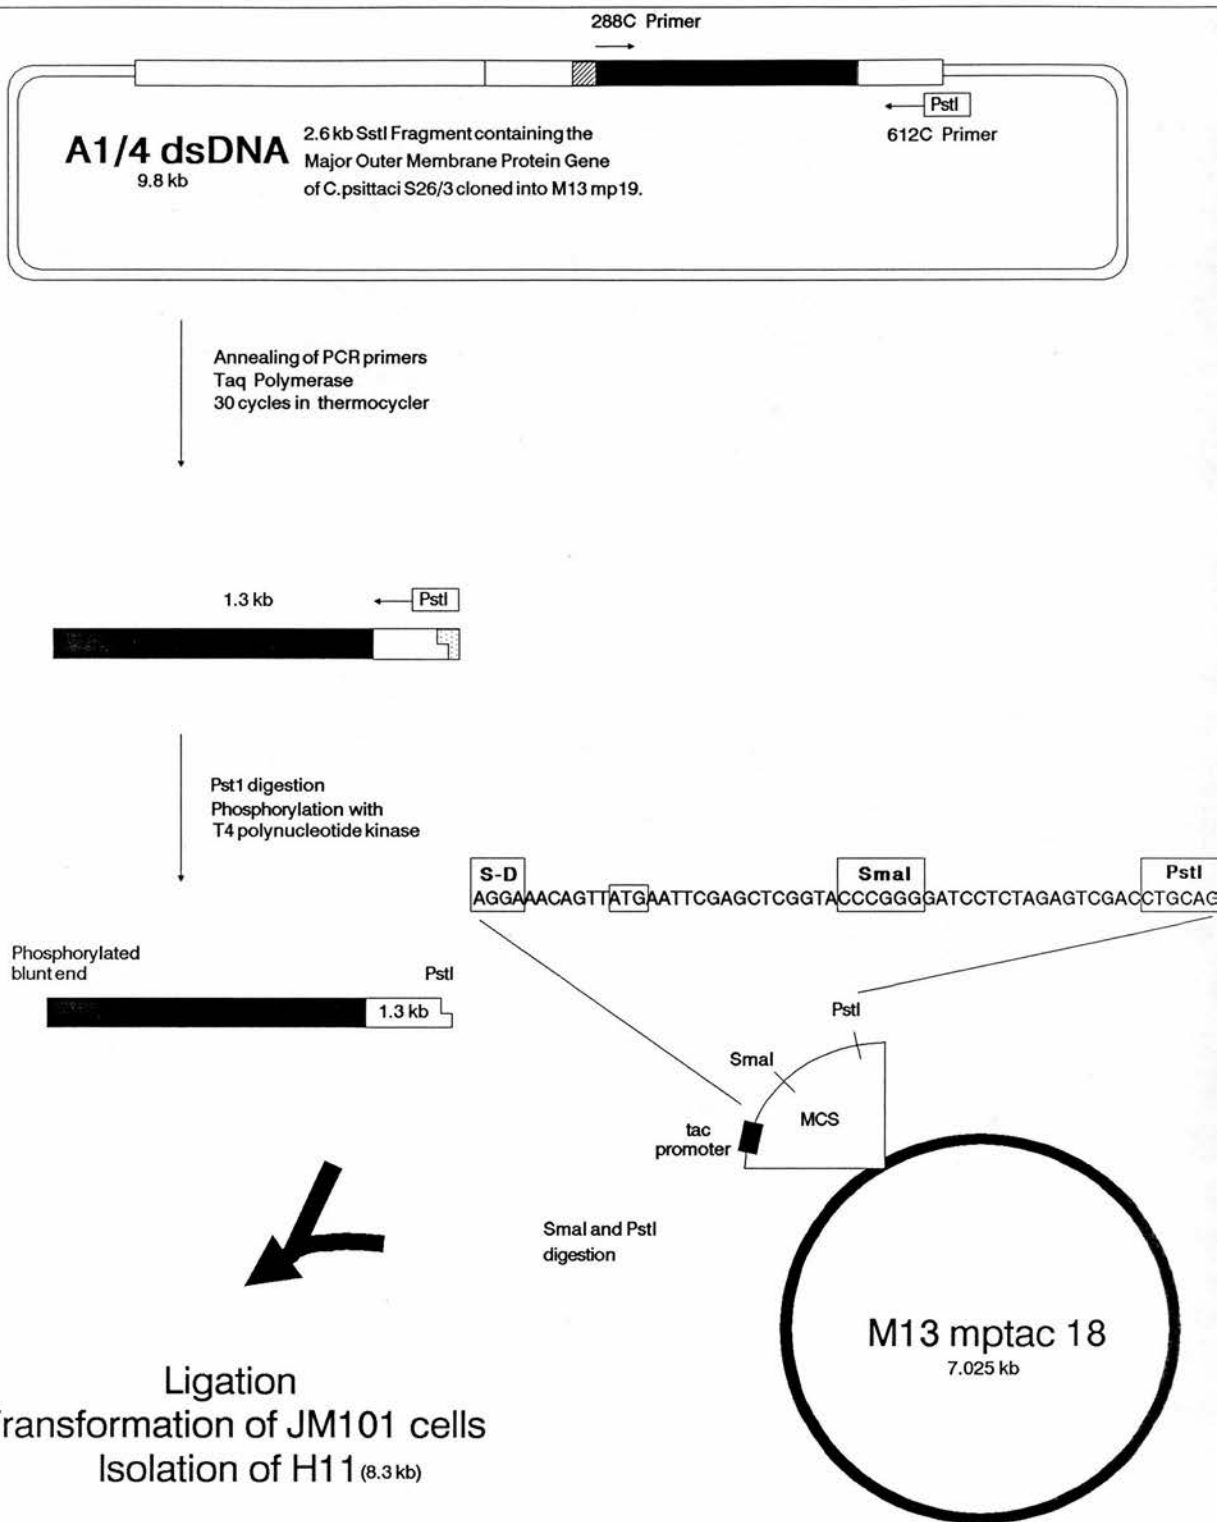 288C Primer
PstI
612C Primer
A1/4 dsDNA
9.8 kb
2.6 kb SstI Fragment containing the
Major Outer Membrane Protein Gene
of C.psittaci S26/3 cloned into M13 mp19.
Annealing of PCR primers
Taq Polymerase
30 cycles in thermocycler
1.3 kb
PstI
Pst1 digestion
Phosphorylation with
T4 polynucleotide kinase
S-D
SmaI
PstI
AGGAAACAGTTATGAATTCGAGCTCGGTACCCGGGGATCCTCTAGAGTCGACCTGCAG
Phosphorylated
blunt end
PstI
1.3 kb
PstI
SmaI
MCS
tac
promoter
SmaI and PstI
digestion
M13 mptac 18
7.025 kb
Ligation
ransformation of JM101 cells
Isolation of H11 (8.3 kb)